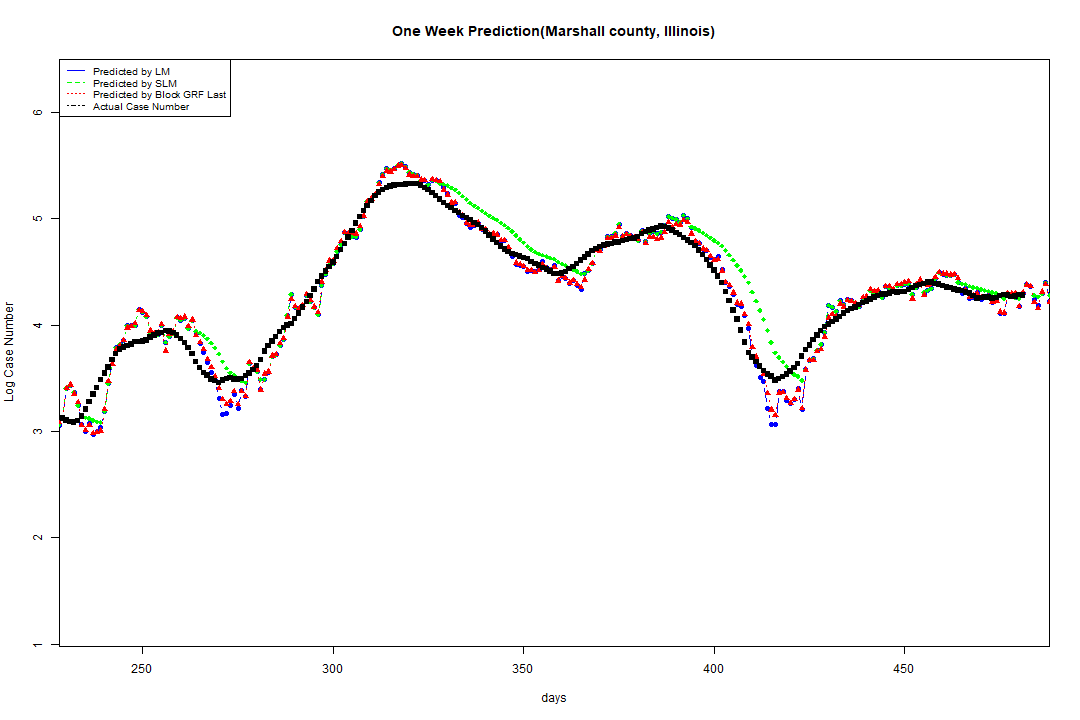 One Week Prediction(Marshall county, Illinois)
Predicted by LM
Predicted by SLM
Predicted by Block GRF Last
Actual Case Number
Log Case Number
6
5
4
3
2
1
250 300 350 400 450
days